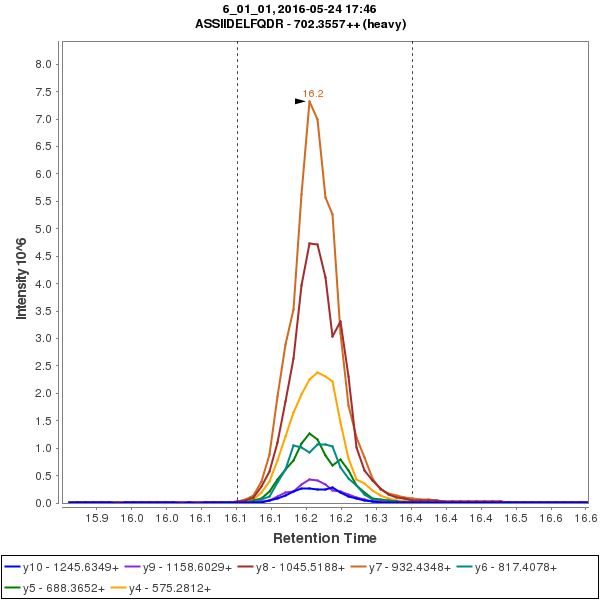 6_01_01, 2016-05-24 17:46
ASSIIDELFQDR - 702.3557++ (heavy)
16.2
8.0
7.5
7.0
6.5
6.0
5.5
5.0
4.5
4.0
3.5
3.0
2.5
2.0
1.5
1.0
0.5
0.0
Intensity 10^6
15.9 16.0 16.0 16.1 16.1 16.1 16.2 16.2 16.3 16.4 16.4 16.4 16.5 16.6 16.6
Retention Time
y10 - 1245.6349+ y9 - 1158.6029+ y8 - 1045.5188+ y7 - 932.4348+ y6 - 817.4078+
y5 - 688.3652+ y4 - 575.2812+